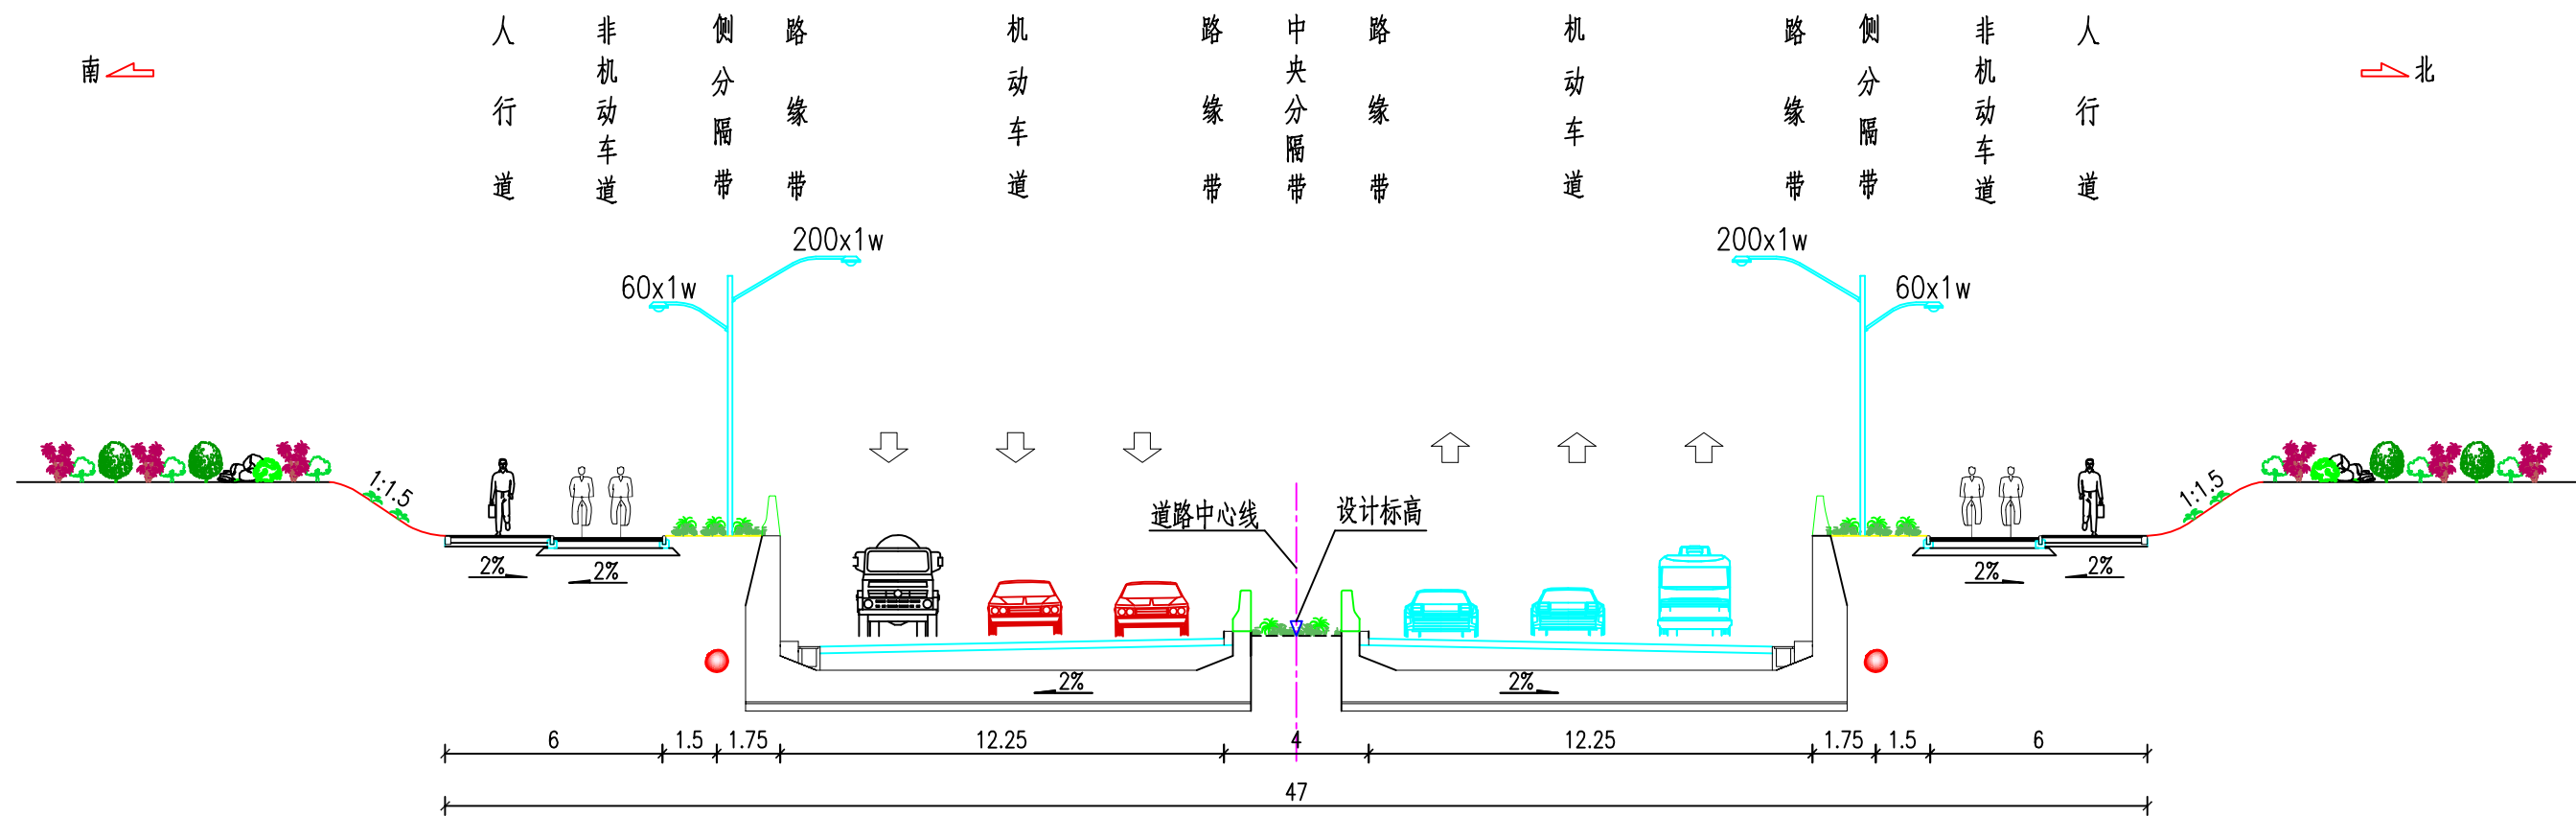 人行道
非机动车道
侧分隔带
路缘带
机动车道
路缘带
中央分隔带
路缘带
机动车道
路缘带
侧分隔带
非机动车道
人行道
南
北
200x1w
200x1w
60x1w
60x1w
1:1.5
道路中心线
设计标高
1:1.5
2%
2%
2%
2%
2%
2%
6
1.5
1.75
12.25
4
12.25
1.75
1.5
6
47